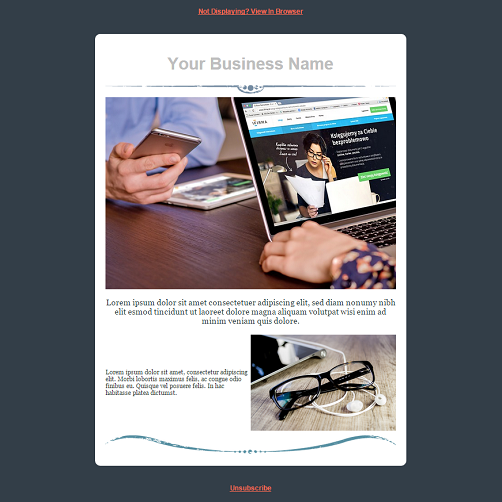 Not Displaying? View In Browser
Your Business Name
Księgujemy za Ciebie
bezproblemowo
Lorem ipsum dolor sit amet consectetuer adipiscing elit, sed diam nonumy nibh
elit esmod tincidunt ut laoreet dolore magna aliquam volutpat wisi enim ad
minim veniam quis dolore.
Lorem ipsum dolor sit amet, consectetur adipiscing
elit. Morbi lobortis maximus felis, ac congue odio
finibus eu. Quisque vel posuere felis. In hac
habitasse platea dictumst.
Unsubscribe